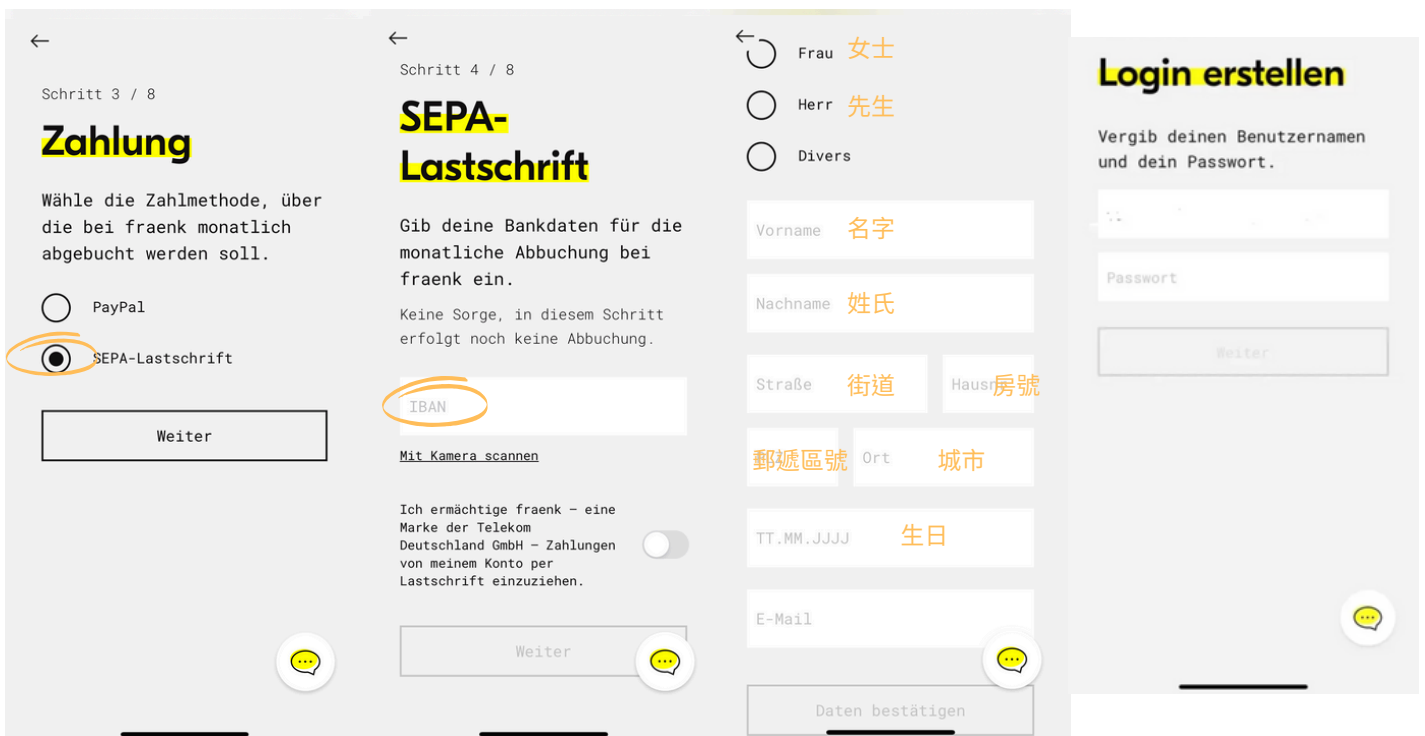 Schritt 3 / 8
Zahlung
Wähle die Zahlmethode, über
die bei fraenk monatlich
abgebucht werden soll.
PayPal
SEPA-Lastschrift
Weiter
Schritt 4 / 8
SEPA-
Lastschrift
Gib deine Bankdaten für die
monatliche Abbuchung bei
fraenk ein.
Keine Sorge, in diesem Schritt
erfolgt noch keine Abbuchung.
IBAN
Mit Kamera scannen
Ich ermächtige fraenk – eine
Marke der Telekom
Deutschland GmbH – Zahlungen
von meinem Konto per
Lastschrift einzuziehen.
Weiter
Frau 女士
Herr 先生
Divers
Vorname 名字
Nachname 姓氏
Straße 街道 房號
郵遞區號 Ort 城市
TT.MM.JJJJ 生日
E-Mail
Daten bestätigen
Login erstellen
Vergib deinen Benutzernamen
und dein Passwort.
Passwort
Weiter